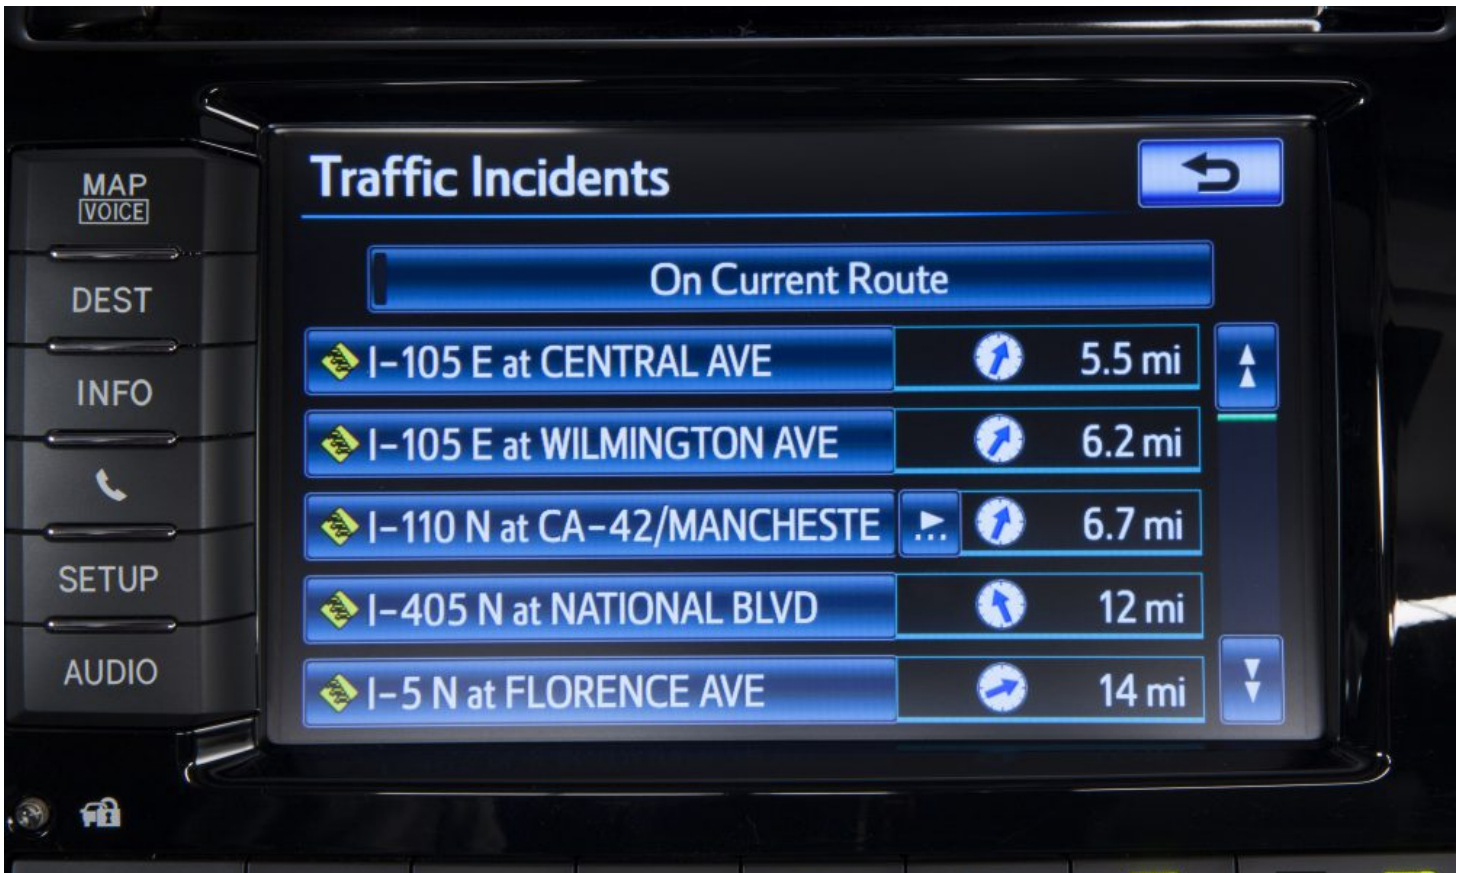 Traffic Incidents
MAP
VOICE
On Current Route
DEST
I-105 E at CENTRAL AVE 5.5 mi
INFO
I-105 E at WILMINGTON AVE 6.2 mi
I-110 N at CA-42/MANCHESTE ... 6.7 mi
SETUP
I-405 N at NATIONAL BLVD 12 mi
AUDIO
I-5 N at FLORENCE AVE 14 mi